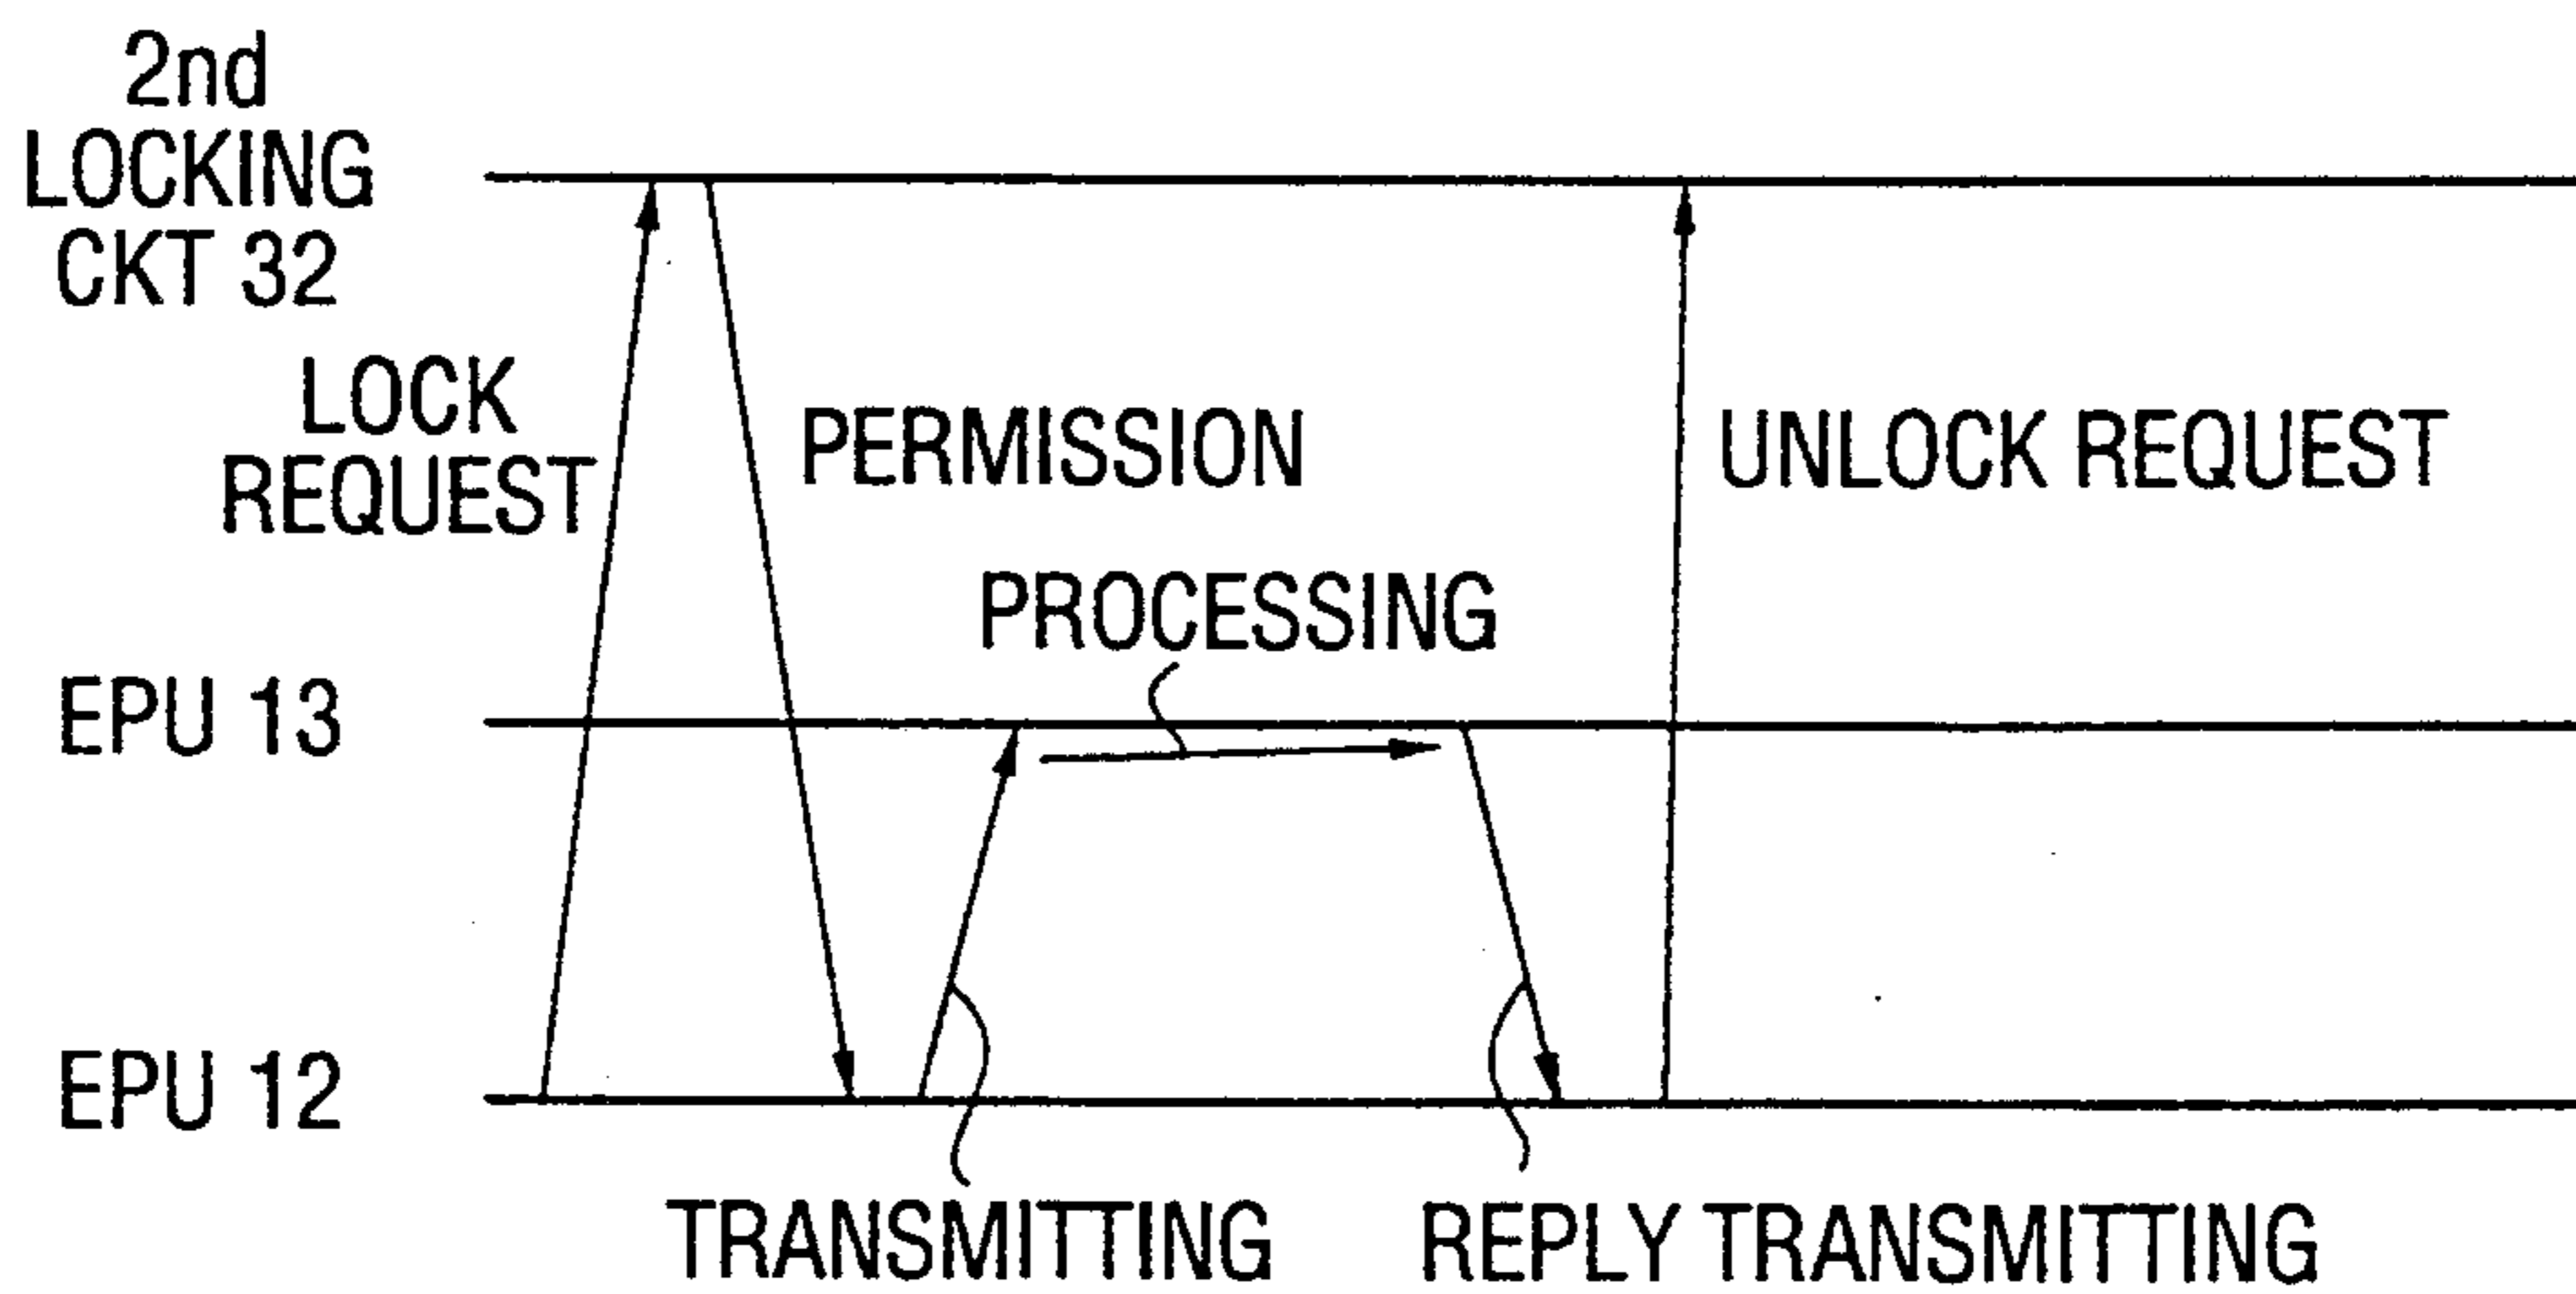 2nd
LOCKING
CKT 32
LOCK
REQUEST
PERMISSION
UNLOCK REQUEST
PROCESSING
EPU 13
EPU 12
TRANSMITTING
REPLY TRANSMITTING